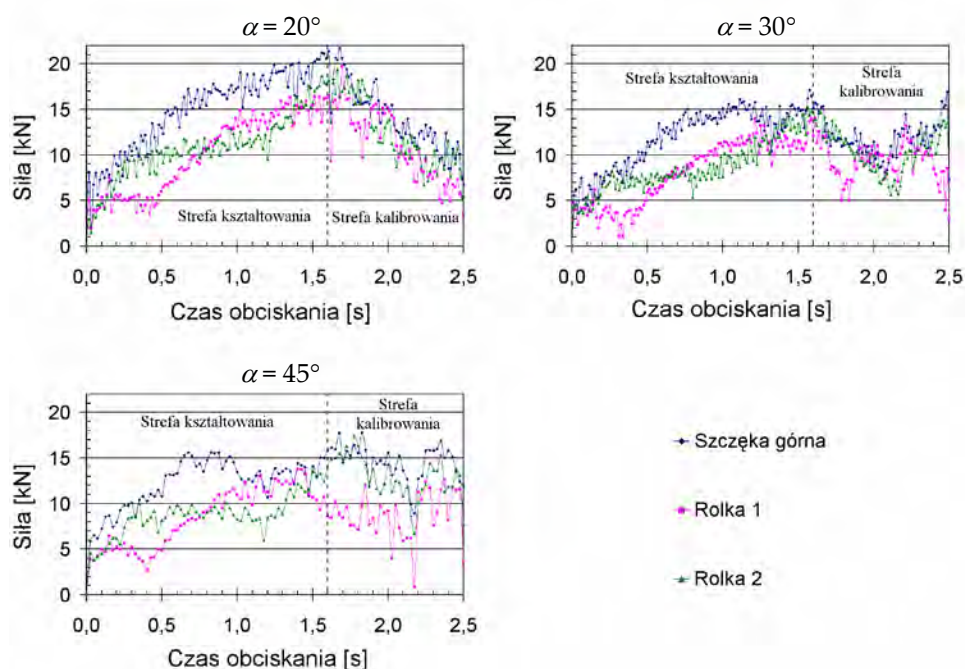 α = 20°
Siła [kN]
20
15
10
5
0
Strefa kształtowania
Strefa kalibrowania
0,0 0,5 1,0 1,5 2,0 2,5
Czas obciskania [s]
α = 30°
Siła [kN]
20
15
10
5
0
Strefa kształtowania
Strefa
kalibrowania
0,0 0,5 1,0 1,5 2,0 2,5
Czas obciskania [s]
α = 45°
Siła [kN]
20
15
10
5
0
Strefa kształtowania
Strefa
kalibrowania
0,0 0,5 1,0 1,5 2,0 2,5
Czas obciskania [s]
Szczęka górna
Rolka 1
Rolka 2